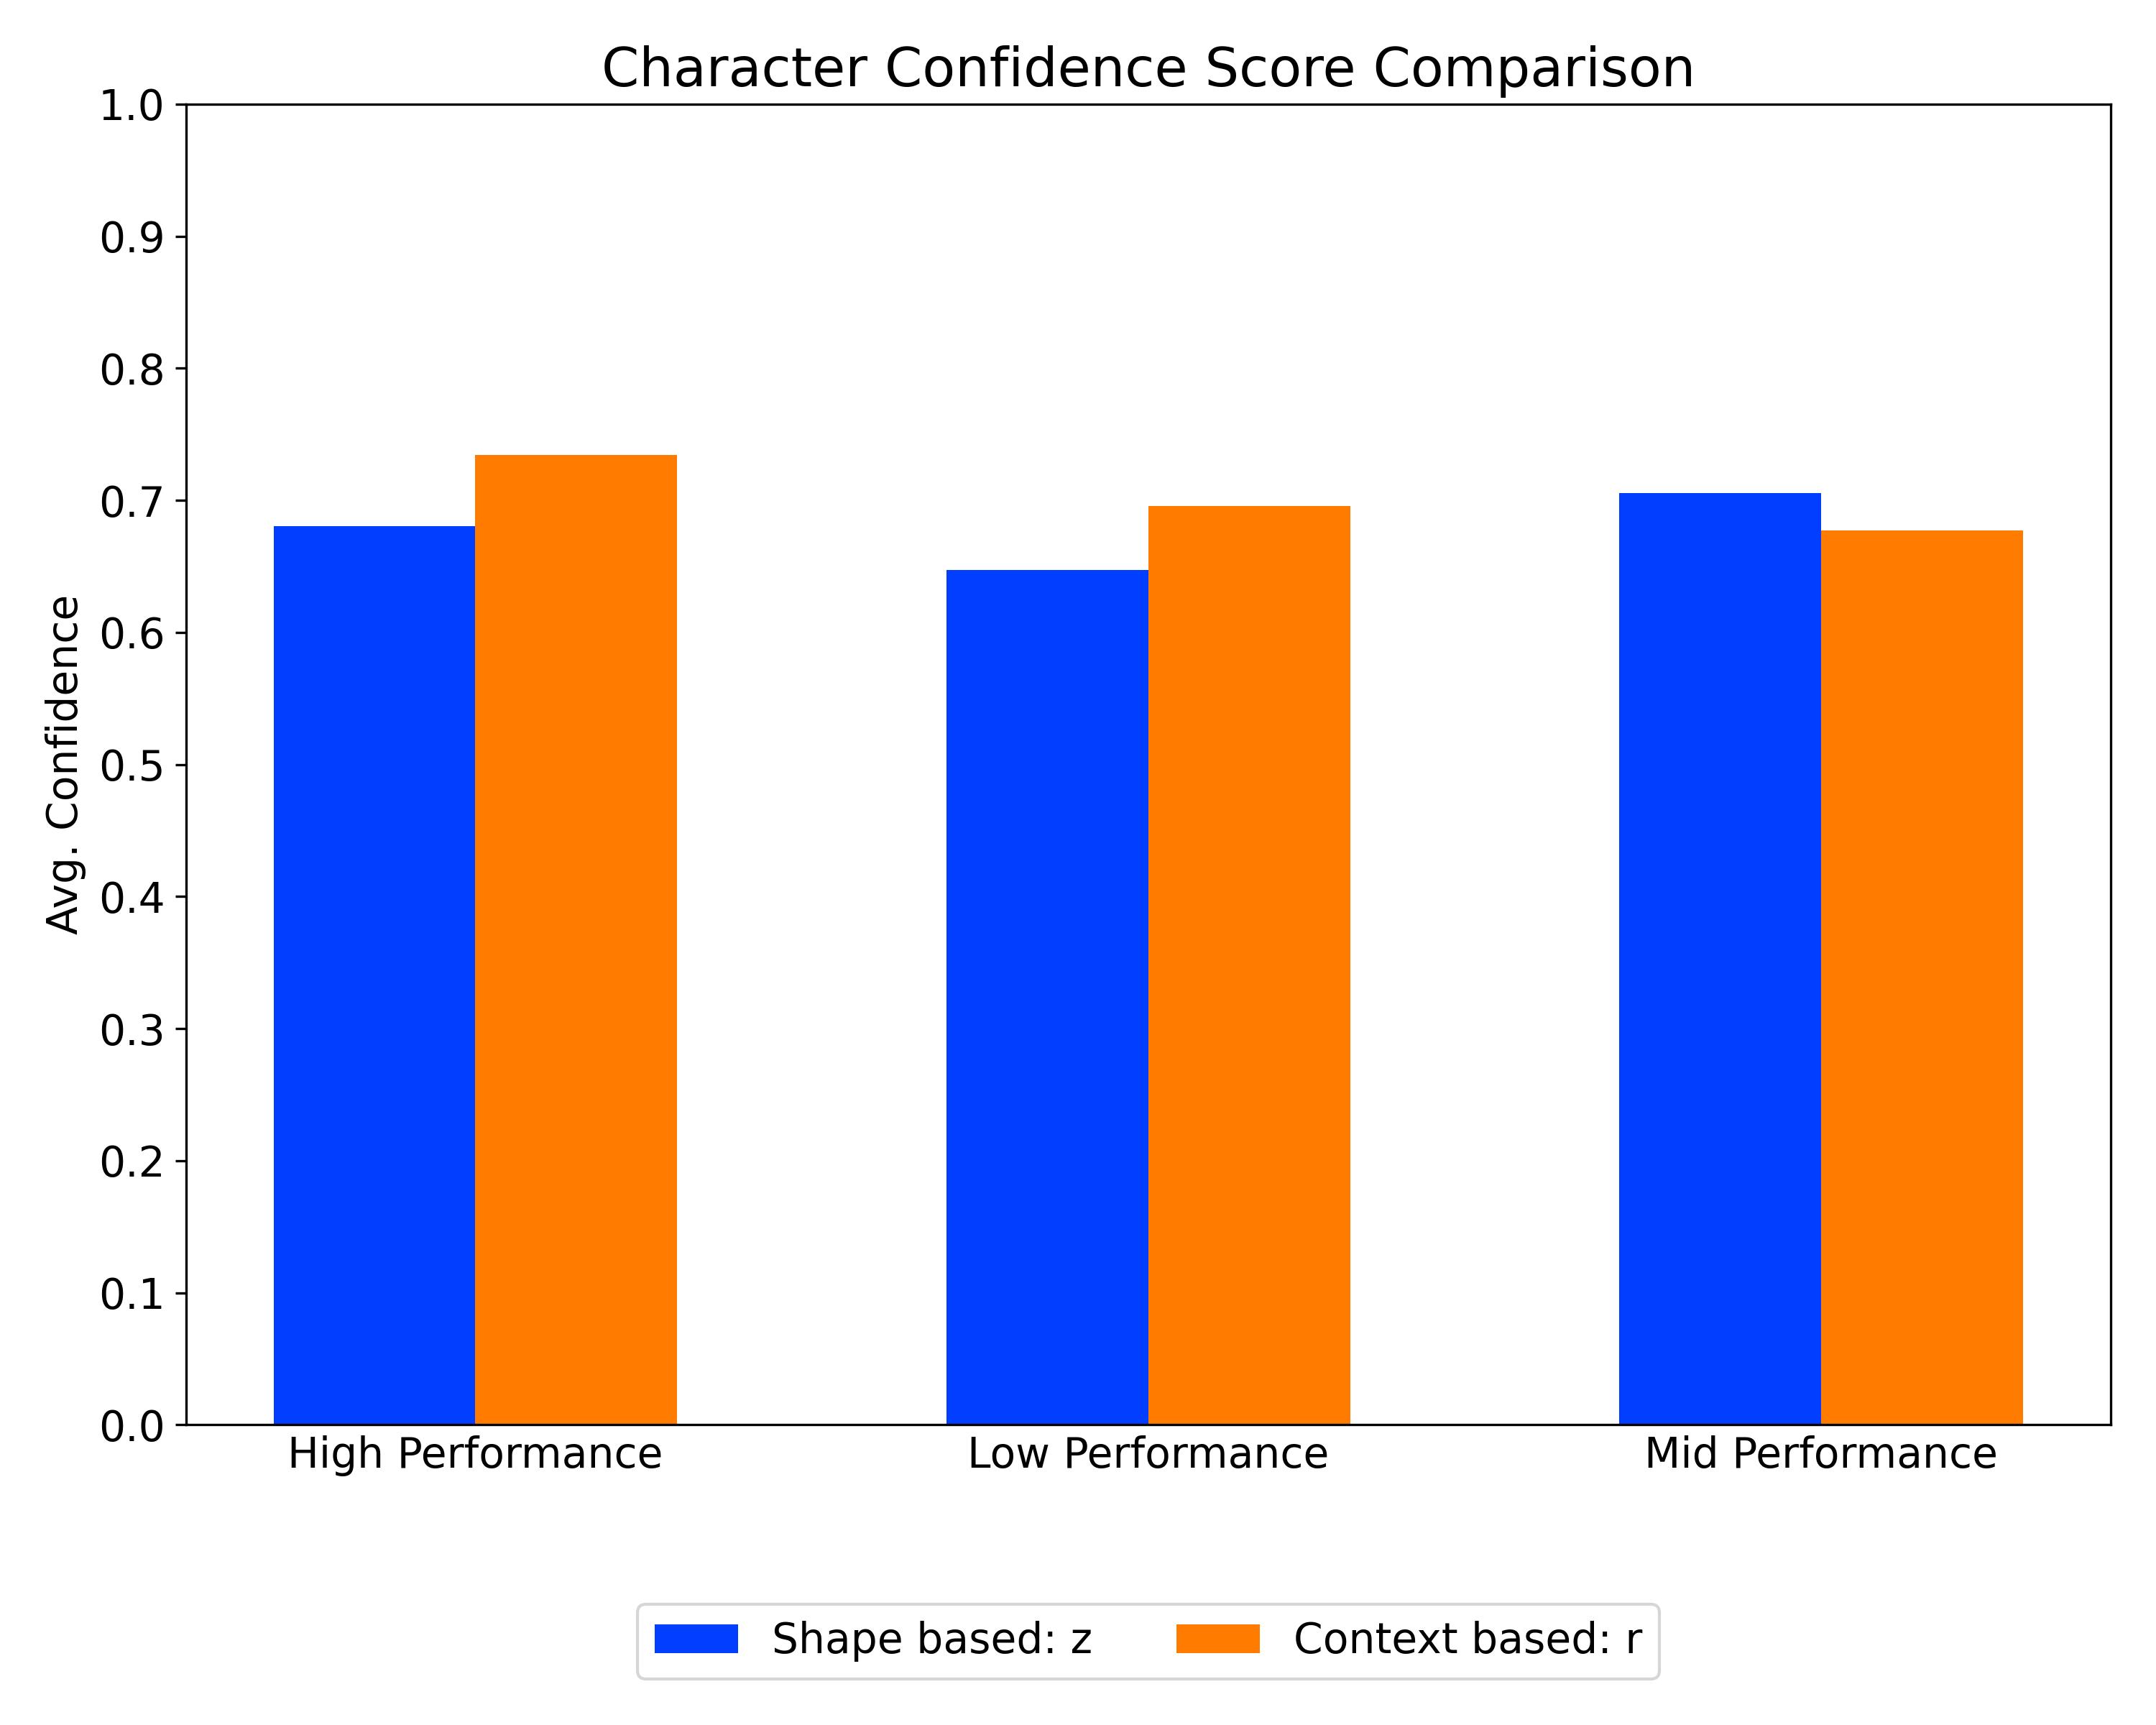 Character Confidence Score Comparison
1.0
0.9
0.8
0.7
0.6
0.5
0.4
0.3
0.2
0.1
0.0
Avg. Confidence
High Performance
Low Performance
Mid Performance
Shape based: z
Context based: r